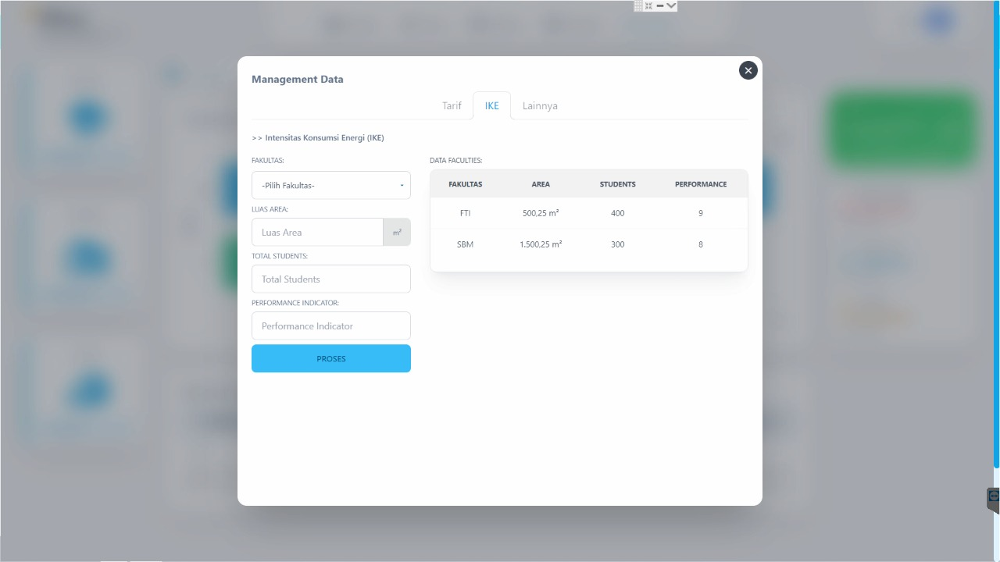 Management Data
Tarif
IKE
Lainnya
>> Intensitas Konsumsi Energi (IKE)
FAKULTAS:
-Pilih Fakultas-
LUAS AREA:
Luas Area
m²
TOTAL STUDENTS:
Total Students
PERFORMANCE INDICATOR:
Performance Indicator
PROSES
DATA FACULTIES:
FAKULTAS AREA STUDENTS PERFORMANCE
FTI 500,25 m² 400 9
SBM 1.500,25 m² 300 8